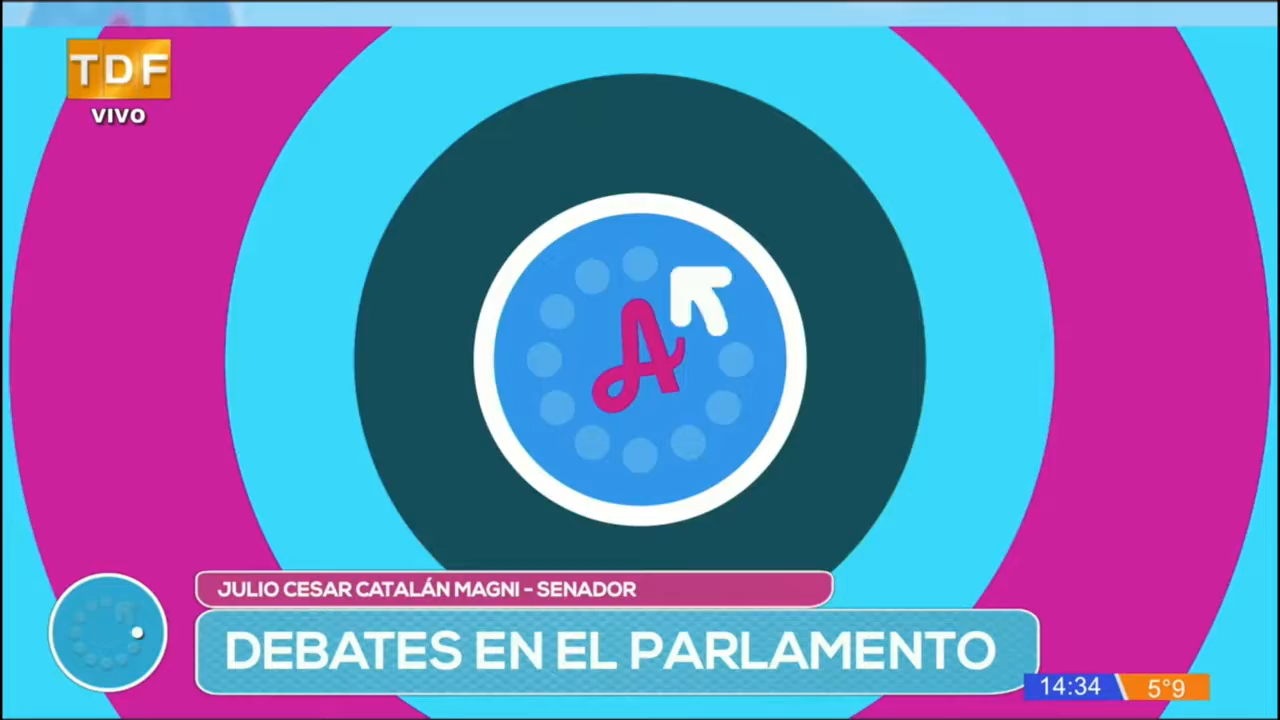 TDF
VIVO
A
JULIO CESAR CATALÁN MAGNI - SENADOR
DEBATES EN EL PARLAMENTO
14:34 5°9